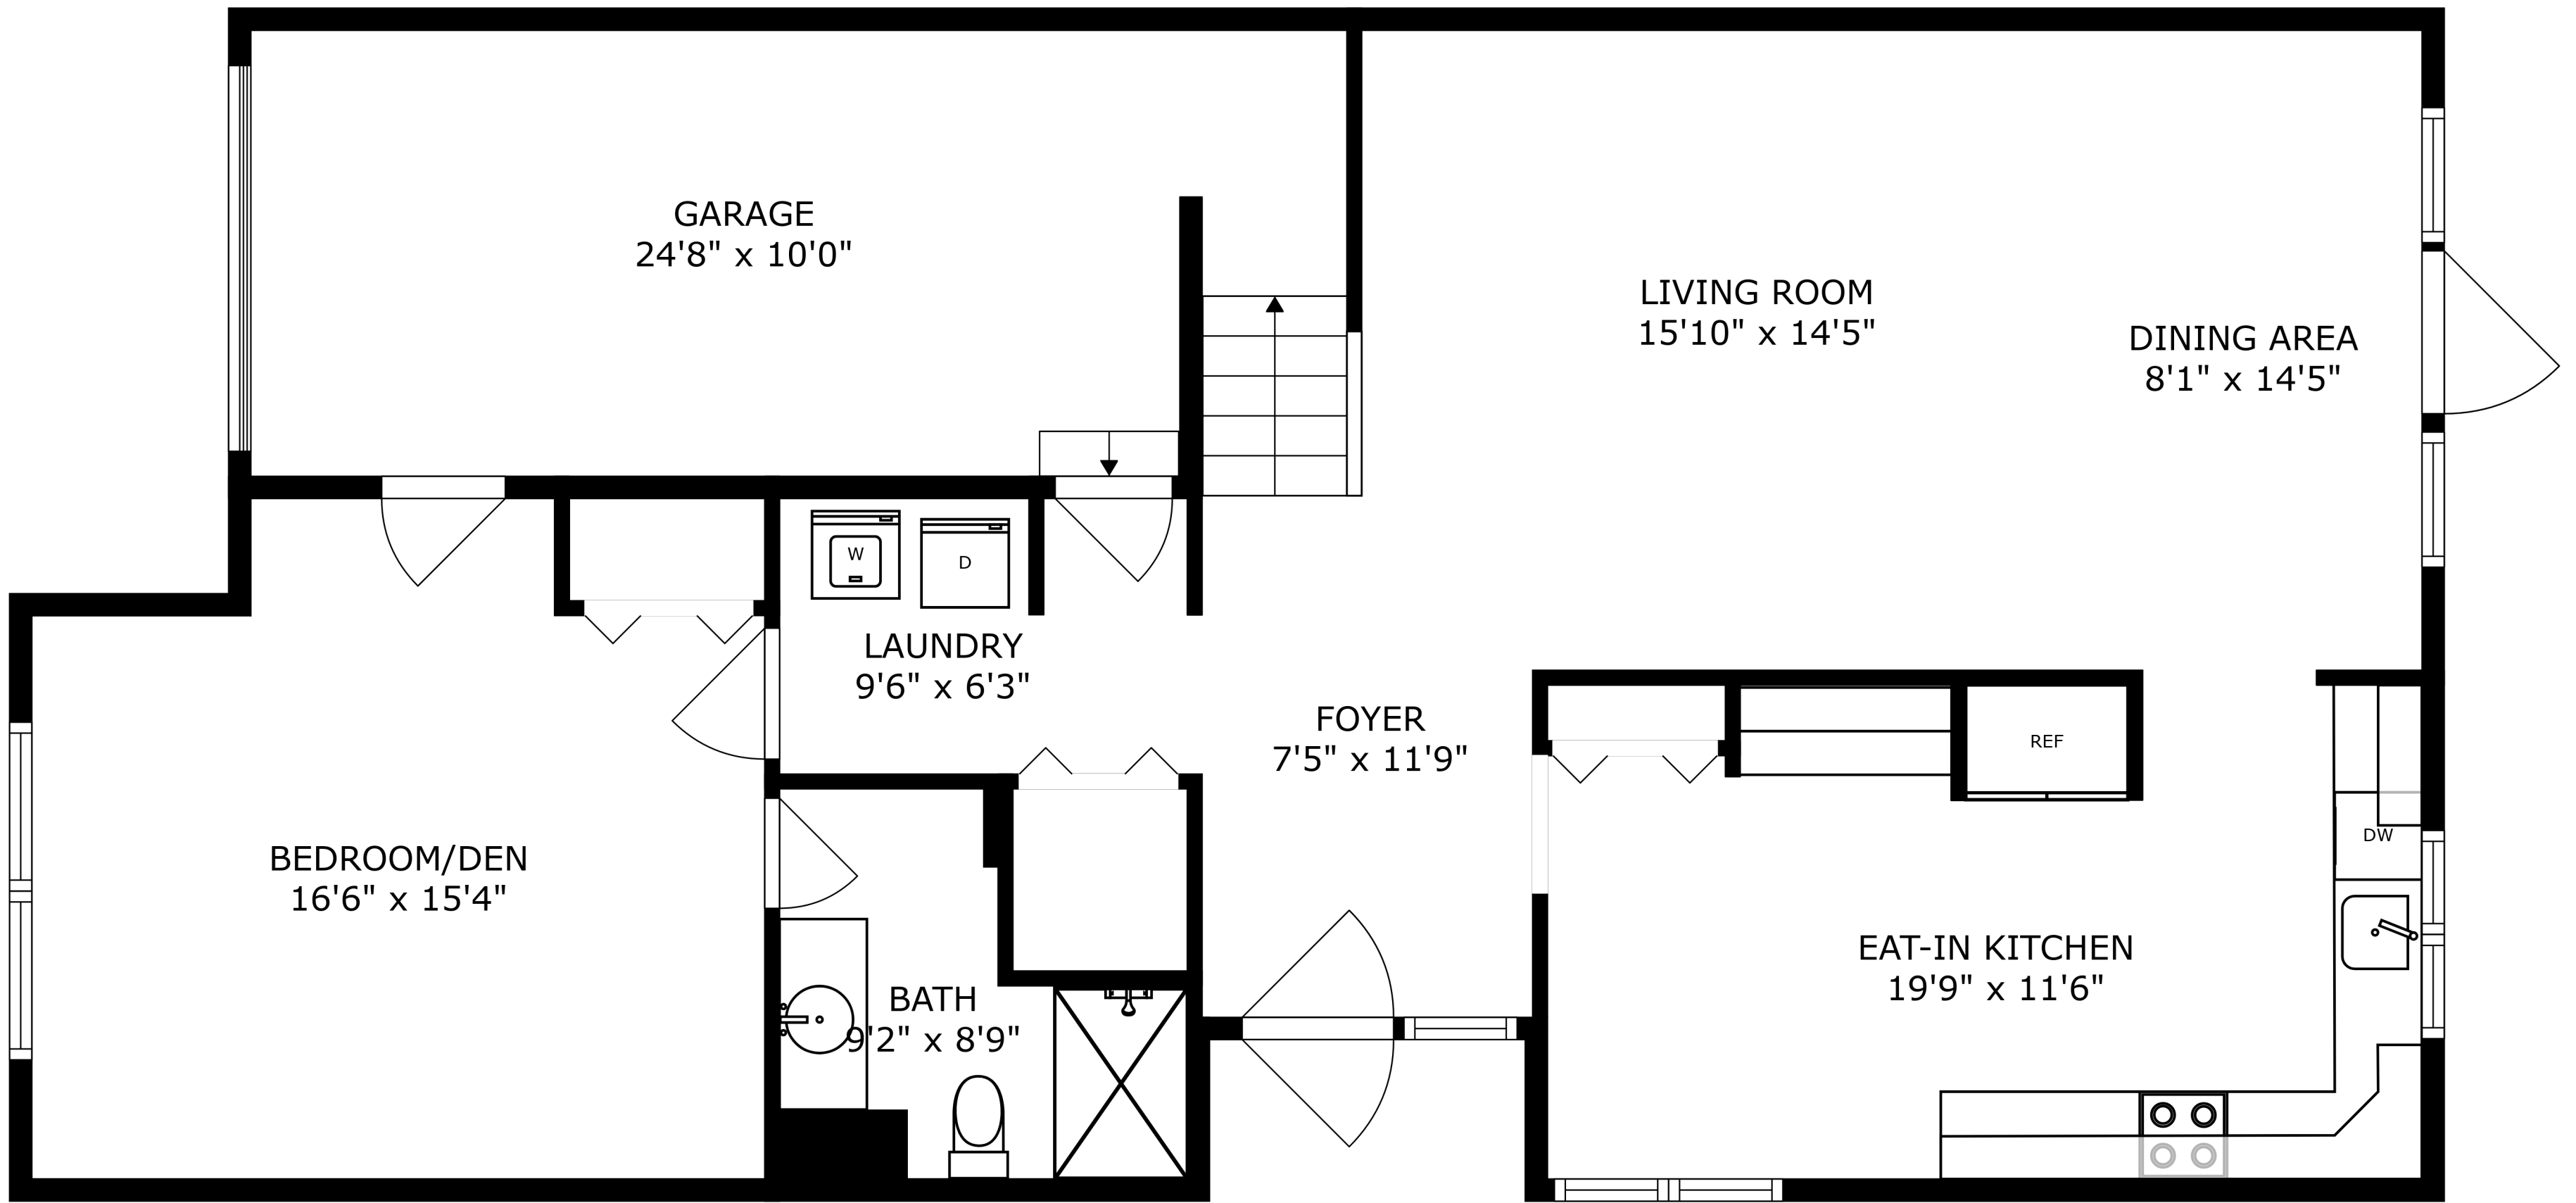 GARAGE
24'8" x 10'0"
LIVING ROOM
15'10" x 14'5"
DINING AREA
8'1" x 14'5"
W
D
LAUNDRY
9'6" x 6'3"
FOYER
7'5" x 11'9"
REF
DW
BEDROOM/DEN
16'6" x 15'4"
EAT-IN KITCHEN
19'9" x 11'6"
BATH
9'2" x 8'9"